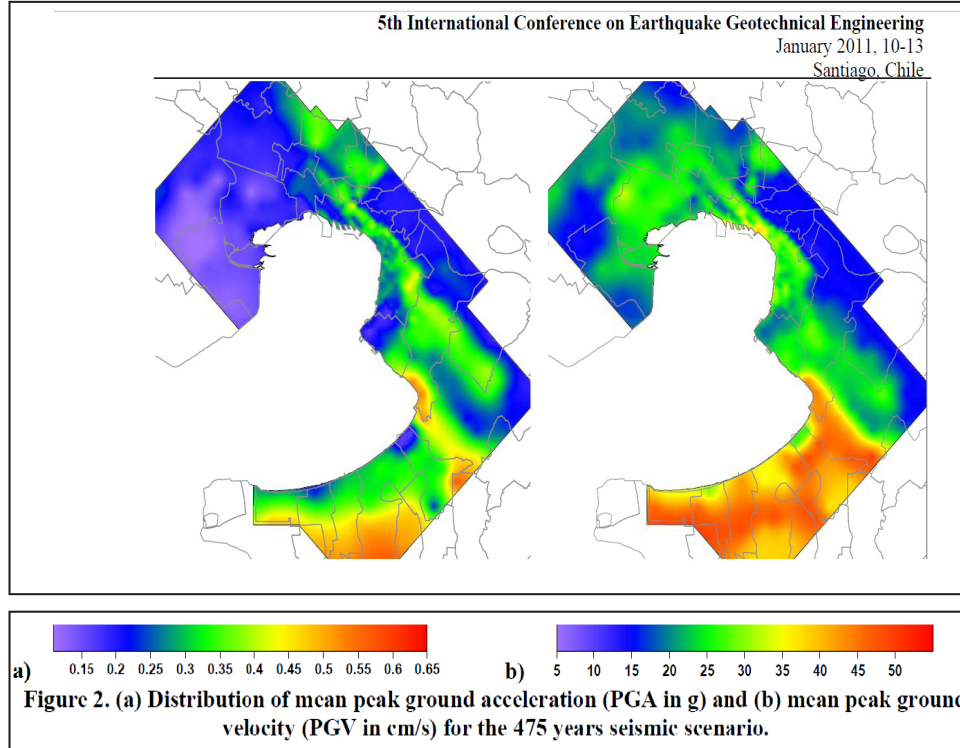 5th International Conference on Earthquake Geotechnical Engineering
January 2011, 10-13
Santiago, Chile
0.15 0.2 0.25 0.3 0.35 0.4 0.45 0.5 0.55 0.6 0.65
a)
5 10 15 20 25 30 35 40 45 50
b)
Figure 2. (a) Distribution of mean peak ground acceleration (PGA in g) and (b) mean peak ground
velocity (PGV in cm/s) for the 475 years seismic scenario.